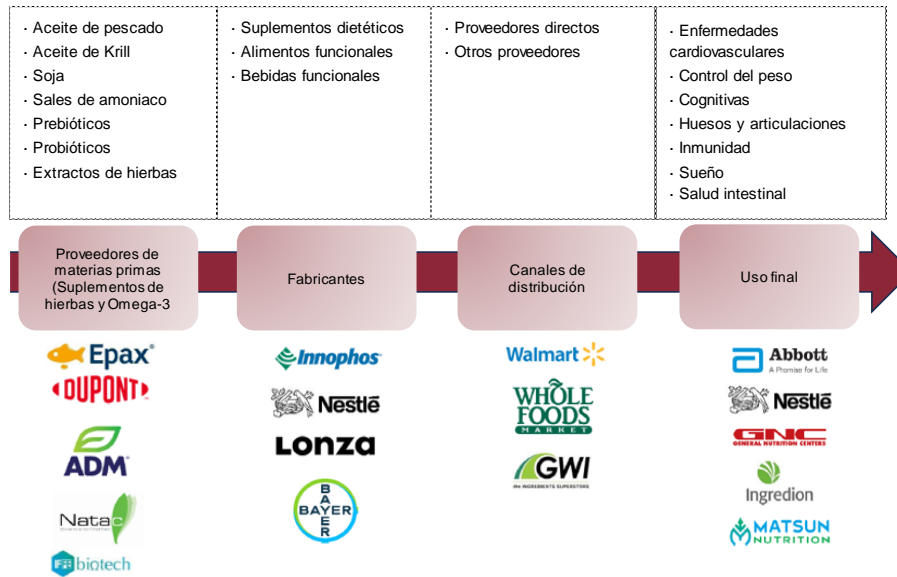 · Aceite de pescado
· Aceite de Krill
· Soja
· Sales de amoniaco
· Prebióticos
· Probióticos
· Extractos de hierbas
· Suplementos dietéticos
· Alimentos funcionales
· Bebidas funcionales
· Proveedores directos
· Otros proveedores
· Enfermedades
cardiovasculares
· Control del peso
· Cognitivas
· Huesos y articulaciones
· Inmunidad
· Sueño
· Salud intestinal
Proveedores de
materias primas
(Suplementos de
hierbas y Omega-3
Fabricantes
Canales de
distribución
Uso final
Epax®
DUPONT
ADM
Natac
biotech
Innophos
Nestlé
Lonza
BAYER
BAYER
Walmart
WHOLE
FOODS
MARKET
GWI
the INGREDIENTS SUPERSTORE
Abbott
A Promise for Life
Nestlé
GNC
GENERAL NUTRITION CENTERS
Ingredion
MATSUN
NUTRITION